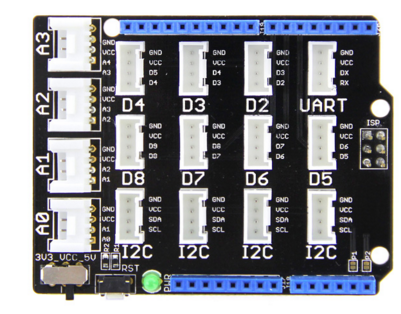 A3
GND
VCC
A4
A3
A2
GND
VCC
A3
A2
A1
GND
VCC
A2
A1
A0
GND
VCC
A1
A0
GND
VCC
D5
D4
D4
GND
VCC
D4
D3
D3
GND
VCC
D3
D2
D2
GND
VCC
DX
RX
UART
ISP
GND
VCC
D9
D8
D8
GND
VCC
D8
D7
D7
GND
VCC
D7
D6
D6
GND
VCC
D6
D5
D5
GND
VCC
SDA
SCL
I2C
GND
VCC
SDA
SCL
I2C
GND
VCC
SDA
SCL
I2C
GND
VCC
SDA
SCL
I2C
3V3_VCC_5V
R2
R1
RST
PWR
P1
P2